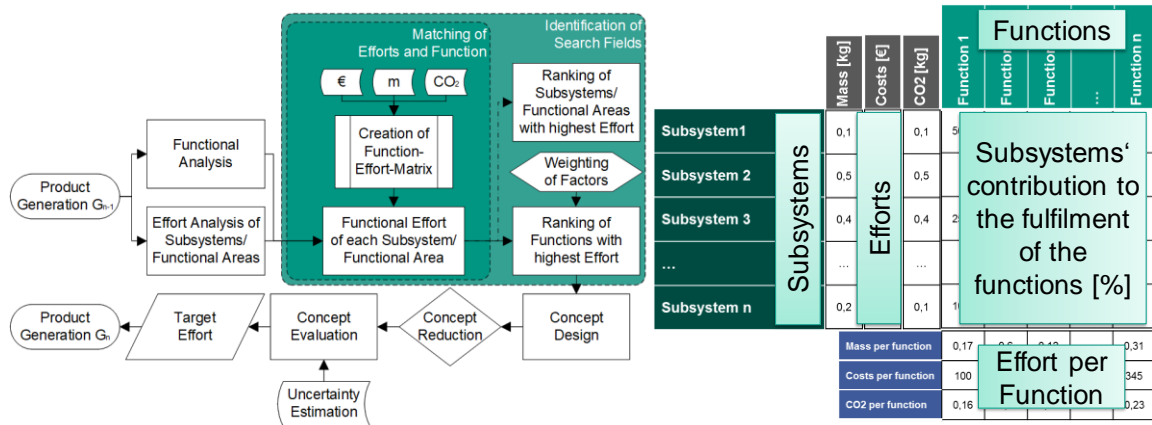 Identification of
Search Fields
Matching of
Efforts and Function
€
m
CO2
Ranking of
Subsystems/
Functional Areas
with highest Effort
Functional
Analysis
Creation of
Function-
Effort-Matrix
Weighting
of Factors
Product
Generation Gn-1
Effort Analysis of
Subsystems/
Functional Areas
Functional Effort
of each Subsystem/
Functional Area
Ranking of
Functions with
highest Effort
Product
Generation Gn
Target
Effort
Concept
Evaluation
Concept
Reduction
Concept
Design
Uncertainty
Estimation
Functions
Mass [kg]
Costs [€]
CO2 [kg]
Function 1
...
Function n
Subsystem1
0,1
0,1
Subsystem 2
0,5
0,5
Subsystem 3
0,4
0,4
...
...
...
Subsystem n
0,2
0,1
Subsystems
Efforts
Subsystems‘
contribution to
the fulfilment
of the
functions [%]
Mass per function
0,17
0,31
Costs per function
100
345
CO2 per function
0,16
0,23
Effort per
Function